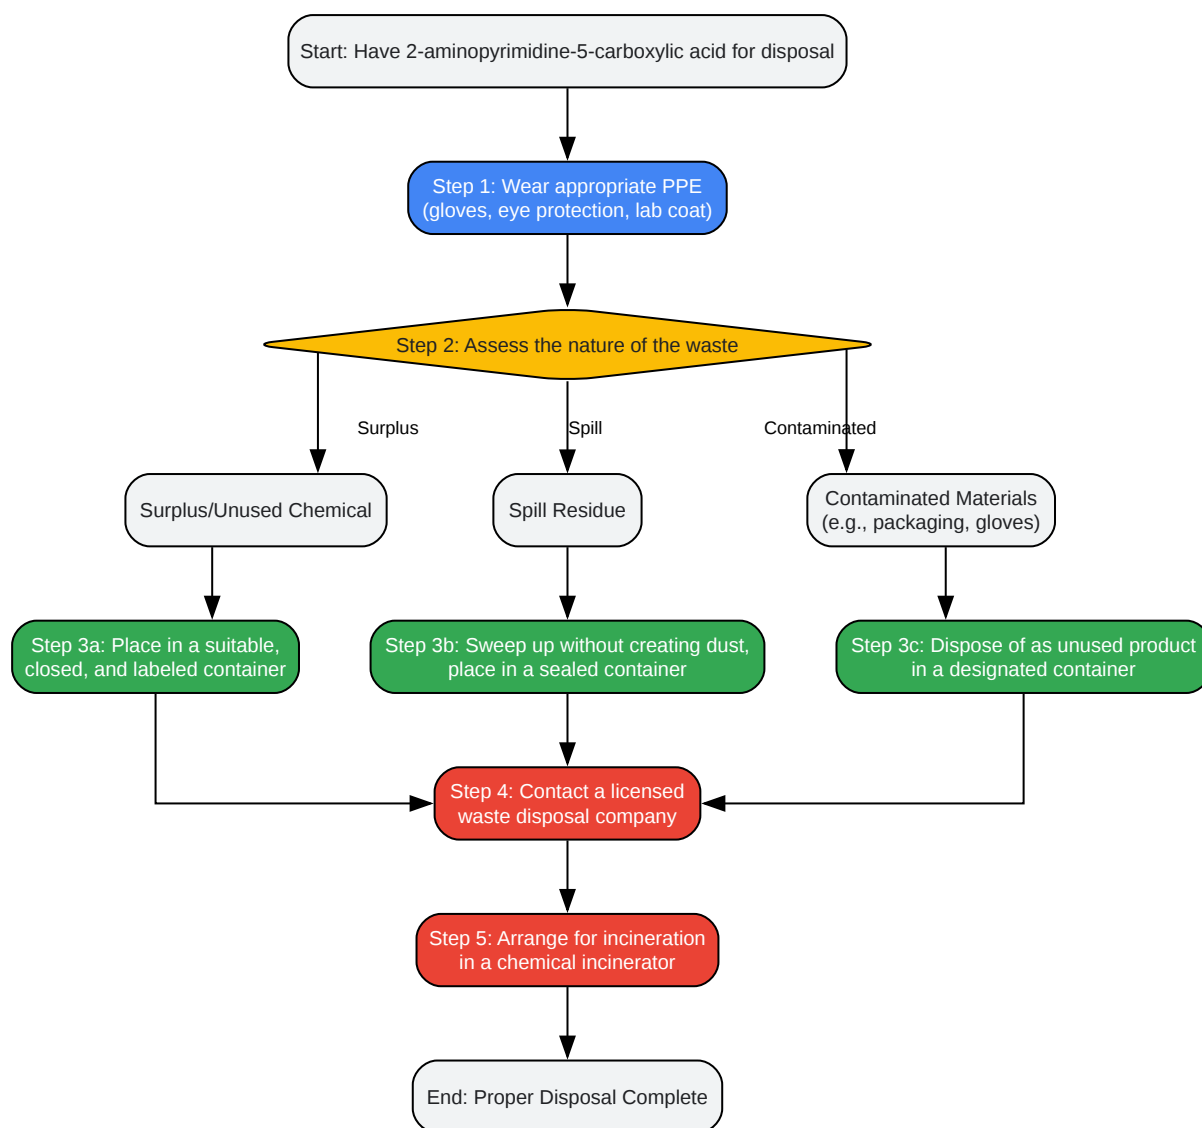 Start: Have 2-aminopyrimidine-5-carboxylic acid for disposal
Step 1: Wear appropriate PPE
(gloves, eye protection, lab coat)
Step 2: Assess the nature of the waste
Surplus
Spill
Contaminated
Surplus/Unused Chemical
Spill Residue
Contaminated Materials
(e.g., packaging, gloves)
Step 3a: Place in a suitable,
closed, and labeled container
Step 3b: Sweep up without creating dust,
place in a sealed container
Step 3c: Dispose of as unused product
in a designated container
Step 4: Contact a licensed
waste disposal company
Step 5: Arrange for incineration
in a chemical incinerator
End: Proper Disposal Complete